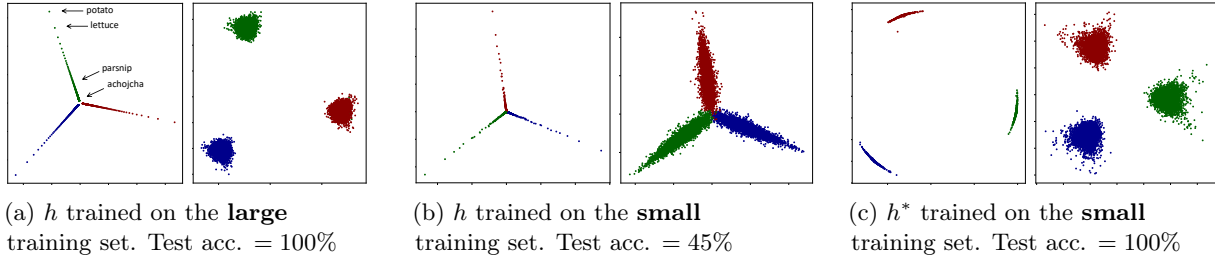 potato
lettuce
parsnip
achojcha
(a) h trained on the large
training set. Test acc. = 100%
(b) h trained on the small
training set. Test acc. = 45%
(c) h* trained on the small
training set. Test acc. = 100%